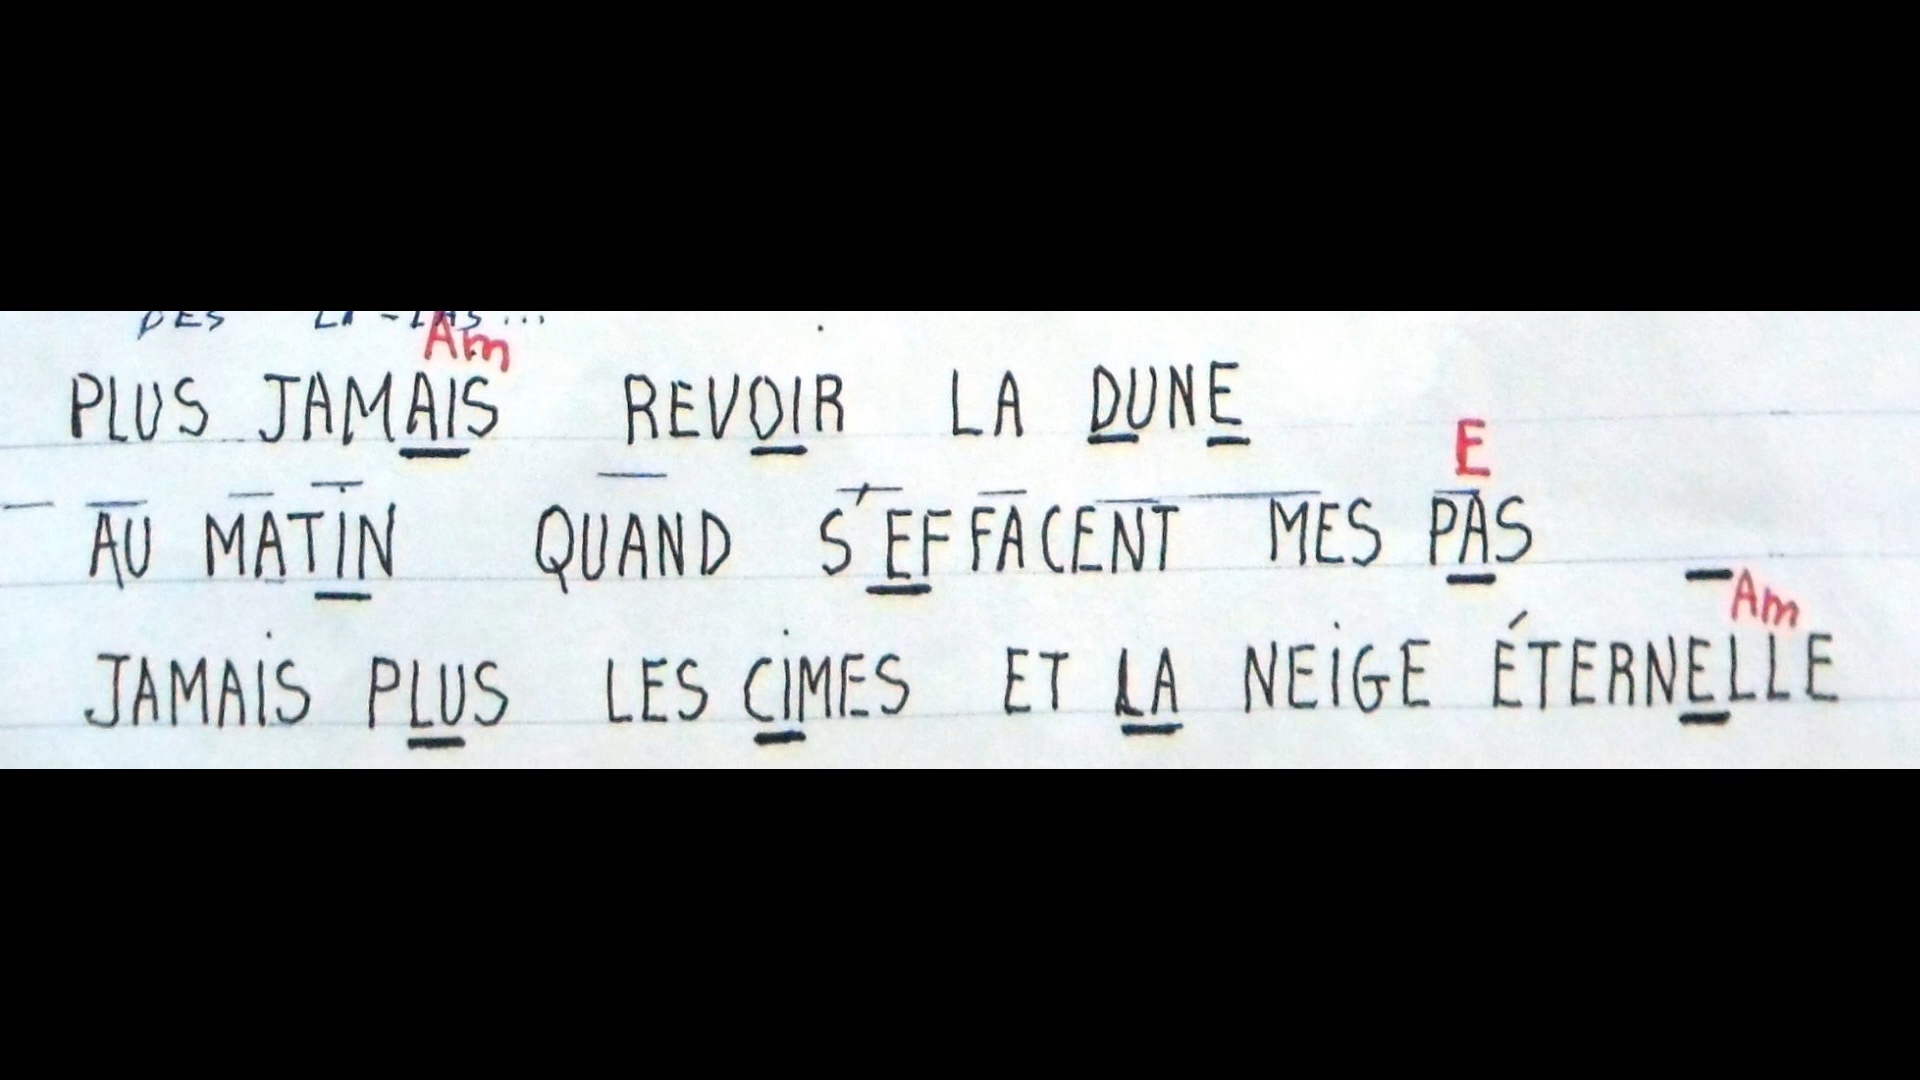 Am
PLUS JAMAIS REVOIR LA DUNE
E
AU MATIN QUAND S'EFFACENT MES PAS
Am
JAMAIS PLUS LES CIMES ET LA NEIGE ÉTERNELLE